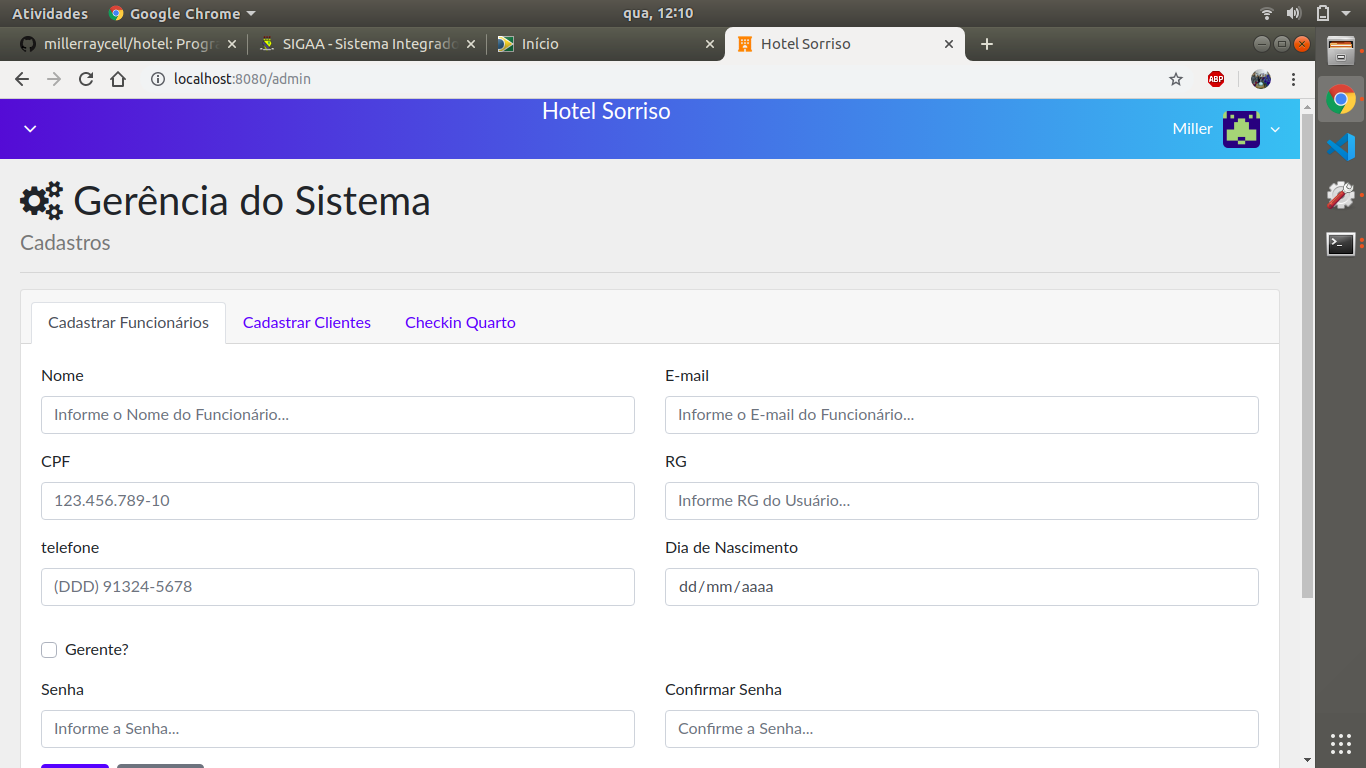 Atividades Google Chrome qua, 12:10
millerraycell/hotel: Progra SIGAA - Sistema Integrado Início Hotel Sorriso
localhost:8080/admin ABP
Hotel Sorriso
Miller
Gerência do Sistema
Cadastros
Cadastrar Funcionários Cadastrar Clientes Checkin Quarto
Nome E-mail
Informe o Nome do Funcionário... Informe o E-mail do Funcionário...
CPF RG
123.456.789-10 Informe RG do Usuário...
telefone Dia de Nascimento
(DDD) 91324-5678 dd/mm/aaaa
Gerente?
Senha Confirmar Senha
Informe a Senha... Confirme a Senha...